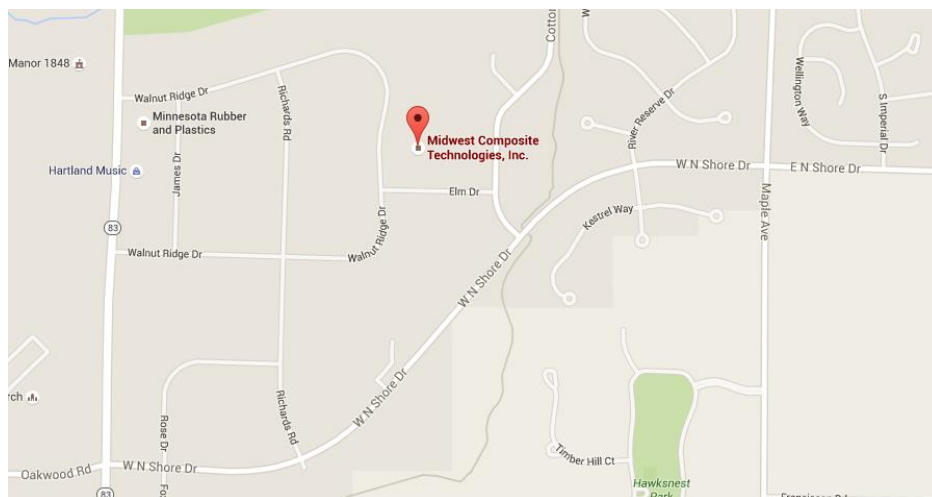 Cotton
Manor 1848
Walnut Ridge Dr
Minnesota Rubber
and Plastics
Richards Rd
Midwest Composite
Technologies, Inc.
River Reserve Dr
Wellington Way
S Imperial Dr
Hartland Music
James Dr
Elm Dr
W N Shore Dr
E N Shore Dr
Maple Ave
Kestrel Way
83
Walnut Ridge Dr
Walnut Ridge Dr
W N Shore Dr
W N Shore Dr
rch
Rose Dr
Richards Rd
Oakwood Rd
W N Shore Dr
Timber Hill Ct
Hawksnest
Park
83
Fox